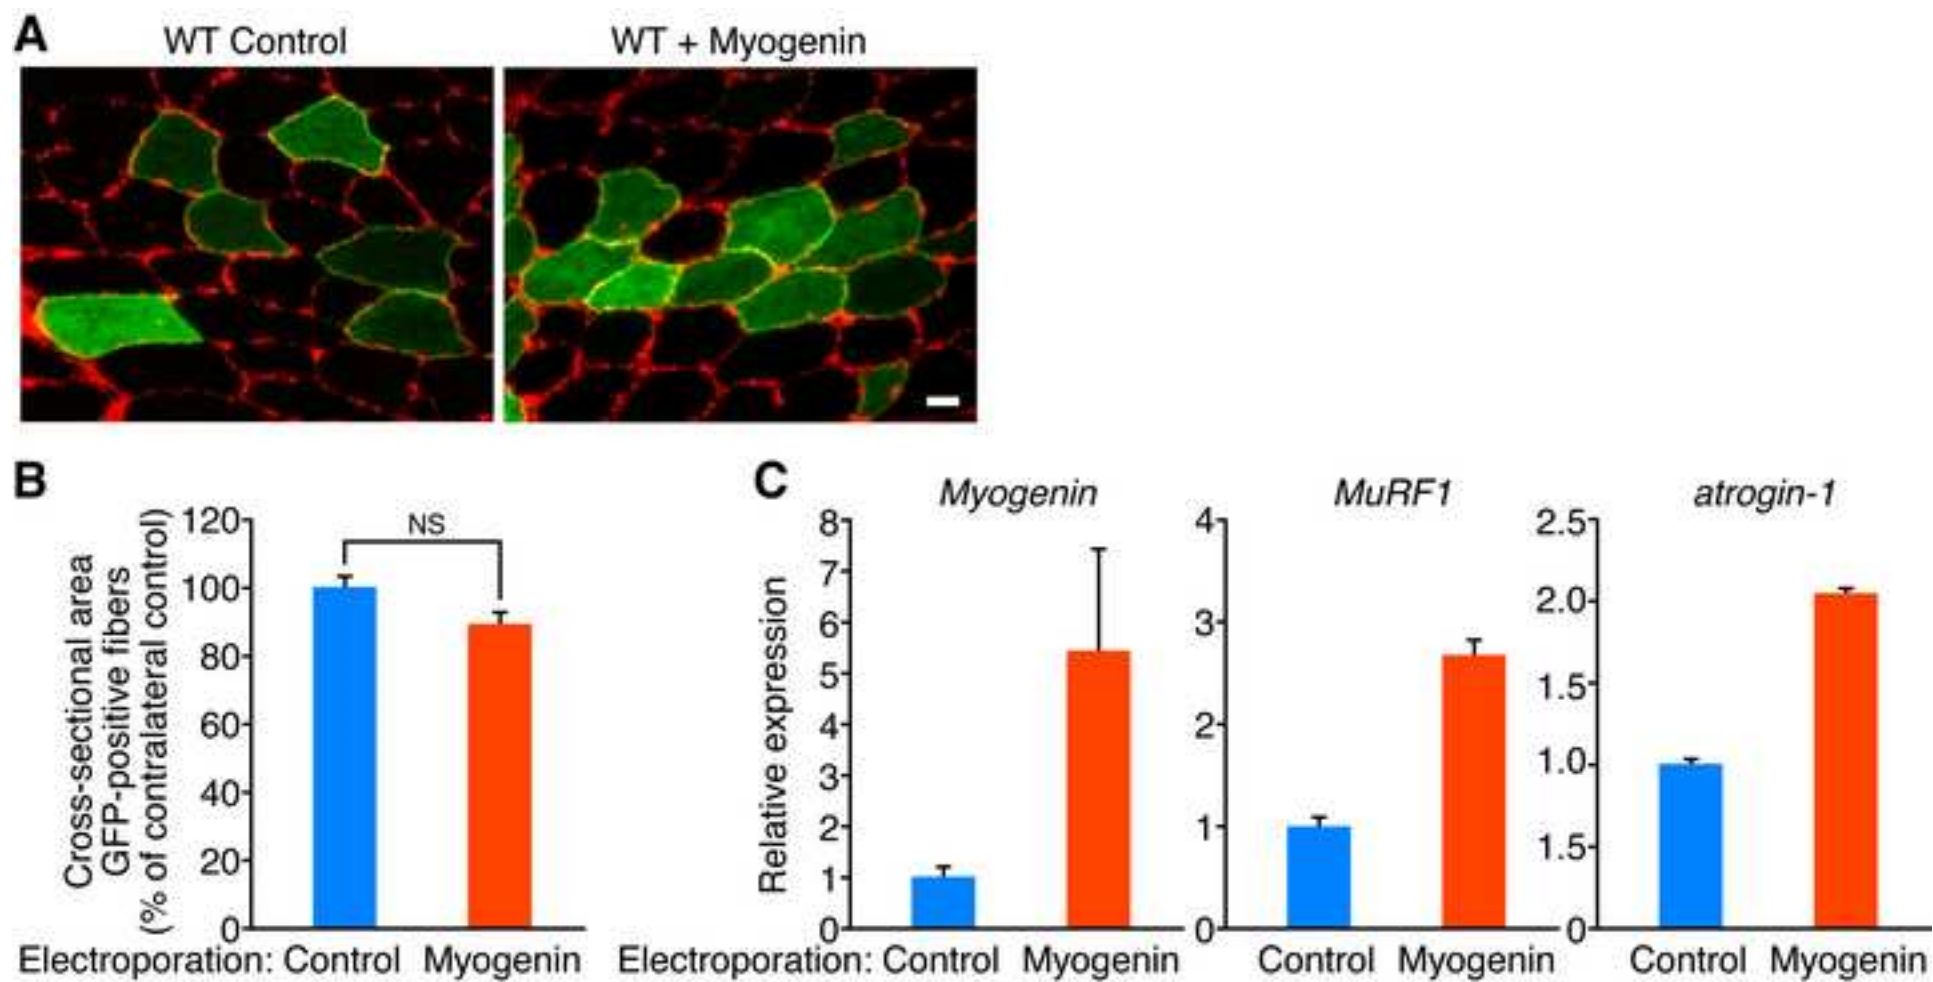 A
WT Control
WT + Myogenin
B
Cross-sectional area
GFP-positive fibers
(% of contralateral control)
120
100
80
60
40
20
0
NS
Electroporation: Control Myogenin
C
Relative expression
Myogenin
8
7
6
5
4
3
2
1
0
Electroporation: Control Myogenin
MuRF1
4
3
2
1
0
Control Myogenin
atrogin-1
2.5
2.0
1.5
1.0
1.5
0
Control Myogenin